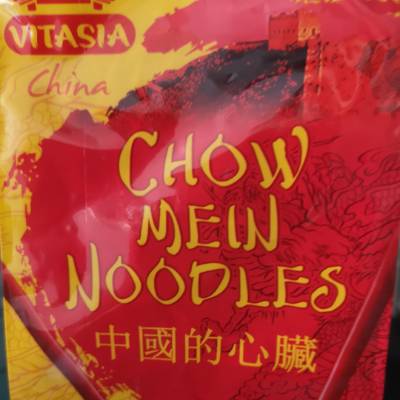 VITASIA
China
CHOW
MEIN
NOODLES
中國的心臟